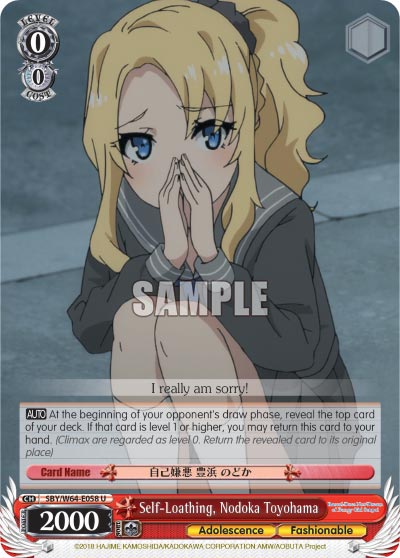 LEVEL
0
0
COST
SAMPLE
I really am sorry!
AUTO At the beginning of your opponent's draw phase, reveal the top card
of your deck. If that card is level 1 or higher, you may return this card to your
hand. (Climax are regarded as level 0. Return the revealed card to its original
place)
Card Name 自己嫌悪 豊浜 のどか
CH SBY/W64-E058 U
POWER 2000 Self-Loathing, Nodoka Toyohama
Adolescence Fashionable
©2018 HAJIME KAMOSHIDA/KADOKAWA CORPORATION AMW/AOBUTA Project